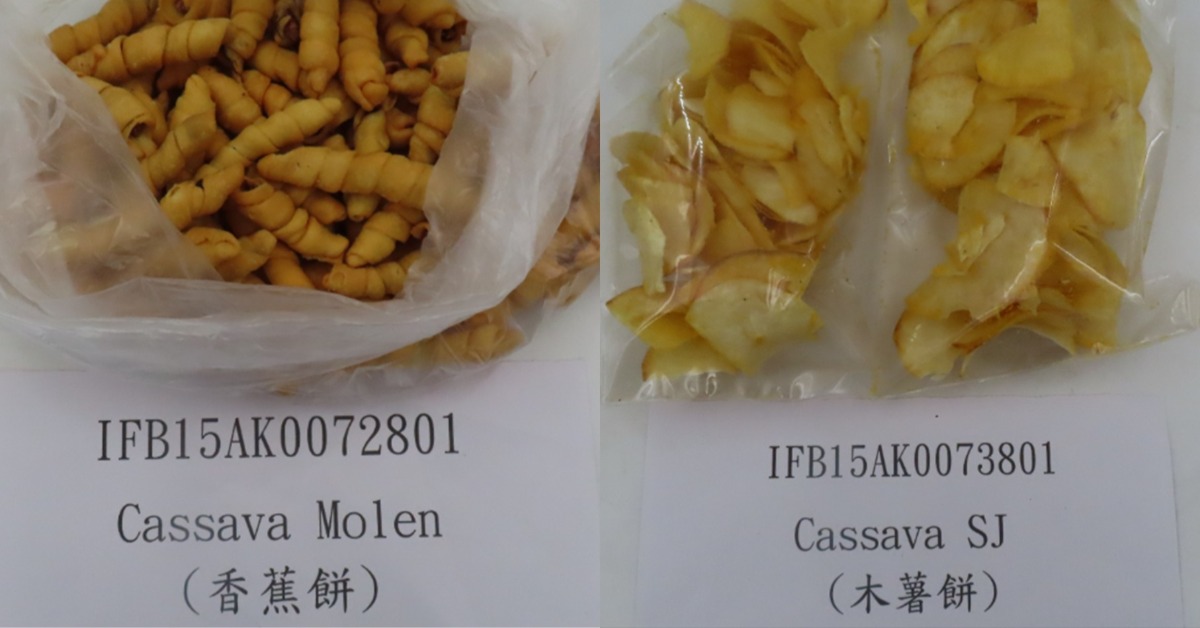 IFB15AK0072801
Cassava Molen
(香蕉餅)
IFB15AK0073801
Cassava SJ
(木薯餅)